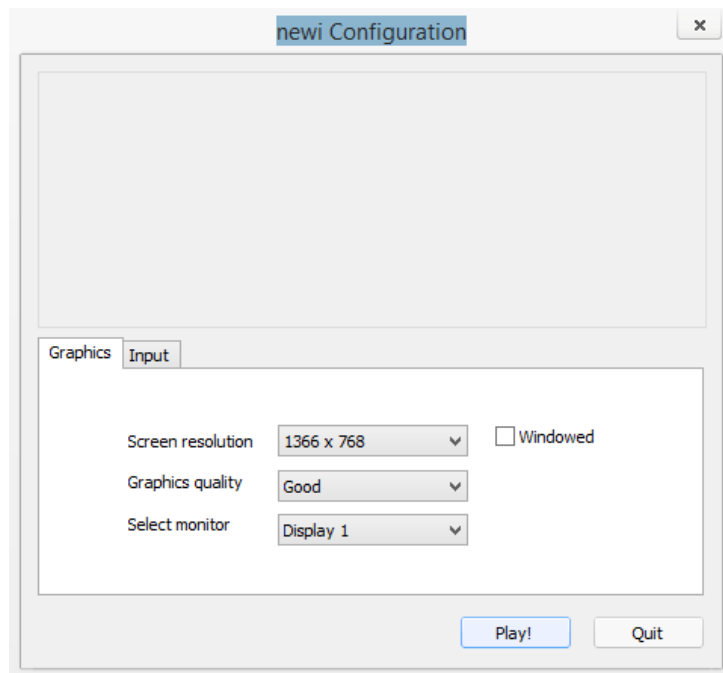 newi Configuration
Graphics Input
Screen resolution 1366 x 768 Windowed
Graphics quality Good
Select monitor Display 1
Play! Quit